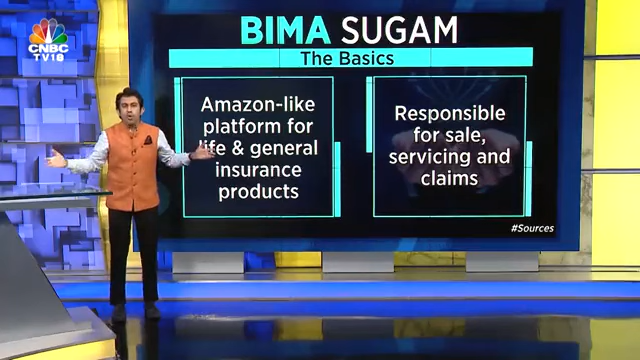 CNBC
TV18
BIMA SUGAM
The Basics
Amazon-like
platform for
life & general
insurance
products
Responsible
for sale,
servicing and
claims
#Sources